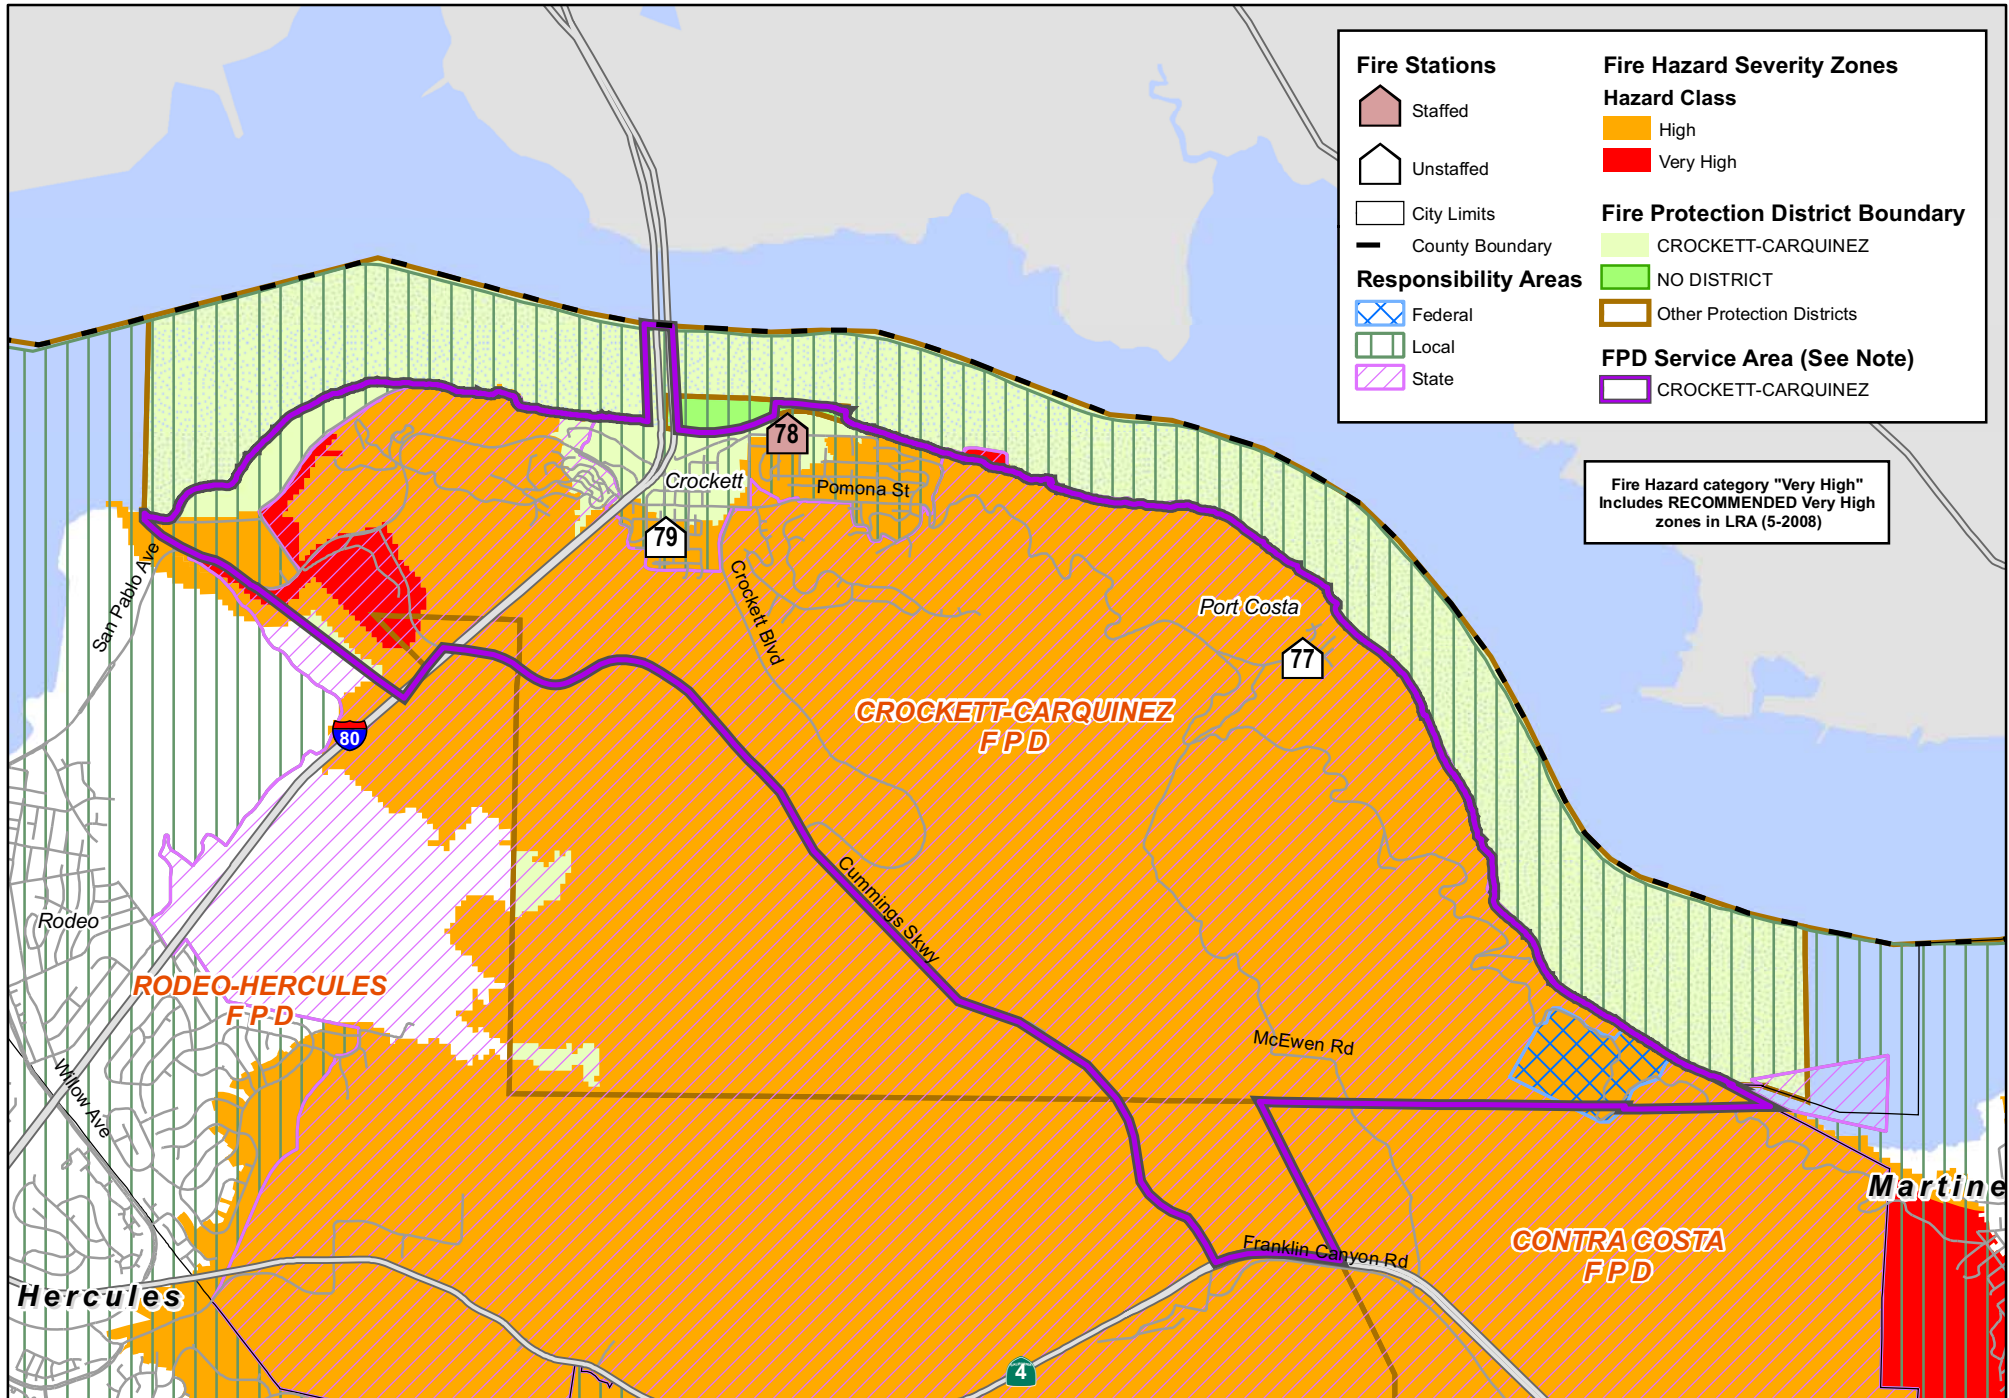 Fire Stations
Staffed
Unstaffed
City Limits
County Boundary
Responsibility Areas
Federal
Local
State
Fire Hazard Severity Zones
Hazard Class
High
Very High
Fire Protection District Boundary
CROCKETT-CARQUINEZ
NO DISTRICT
Other Protection Districts
FPD Service Area (See Note)
CROCKETT-CARQUINEZ
Fire Hazard category "Very High"
Includes RECOMMENDED Very High
zones in LRA (5-2008)
78
Crockett
Pomona St
79
San Pablo Ave
Crockett Blvd
Port Costa
77
CROCKETT-CARQUINEZ
FPD
80
Cummings Skwy
Rodeo
RODEO-HERCULES
FPD
McEwen Rd
Willow Ave
Martine
Franklin Canyon Rd
CONTRA COSTA
FPD
Hercules
4